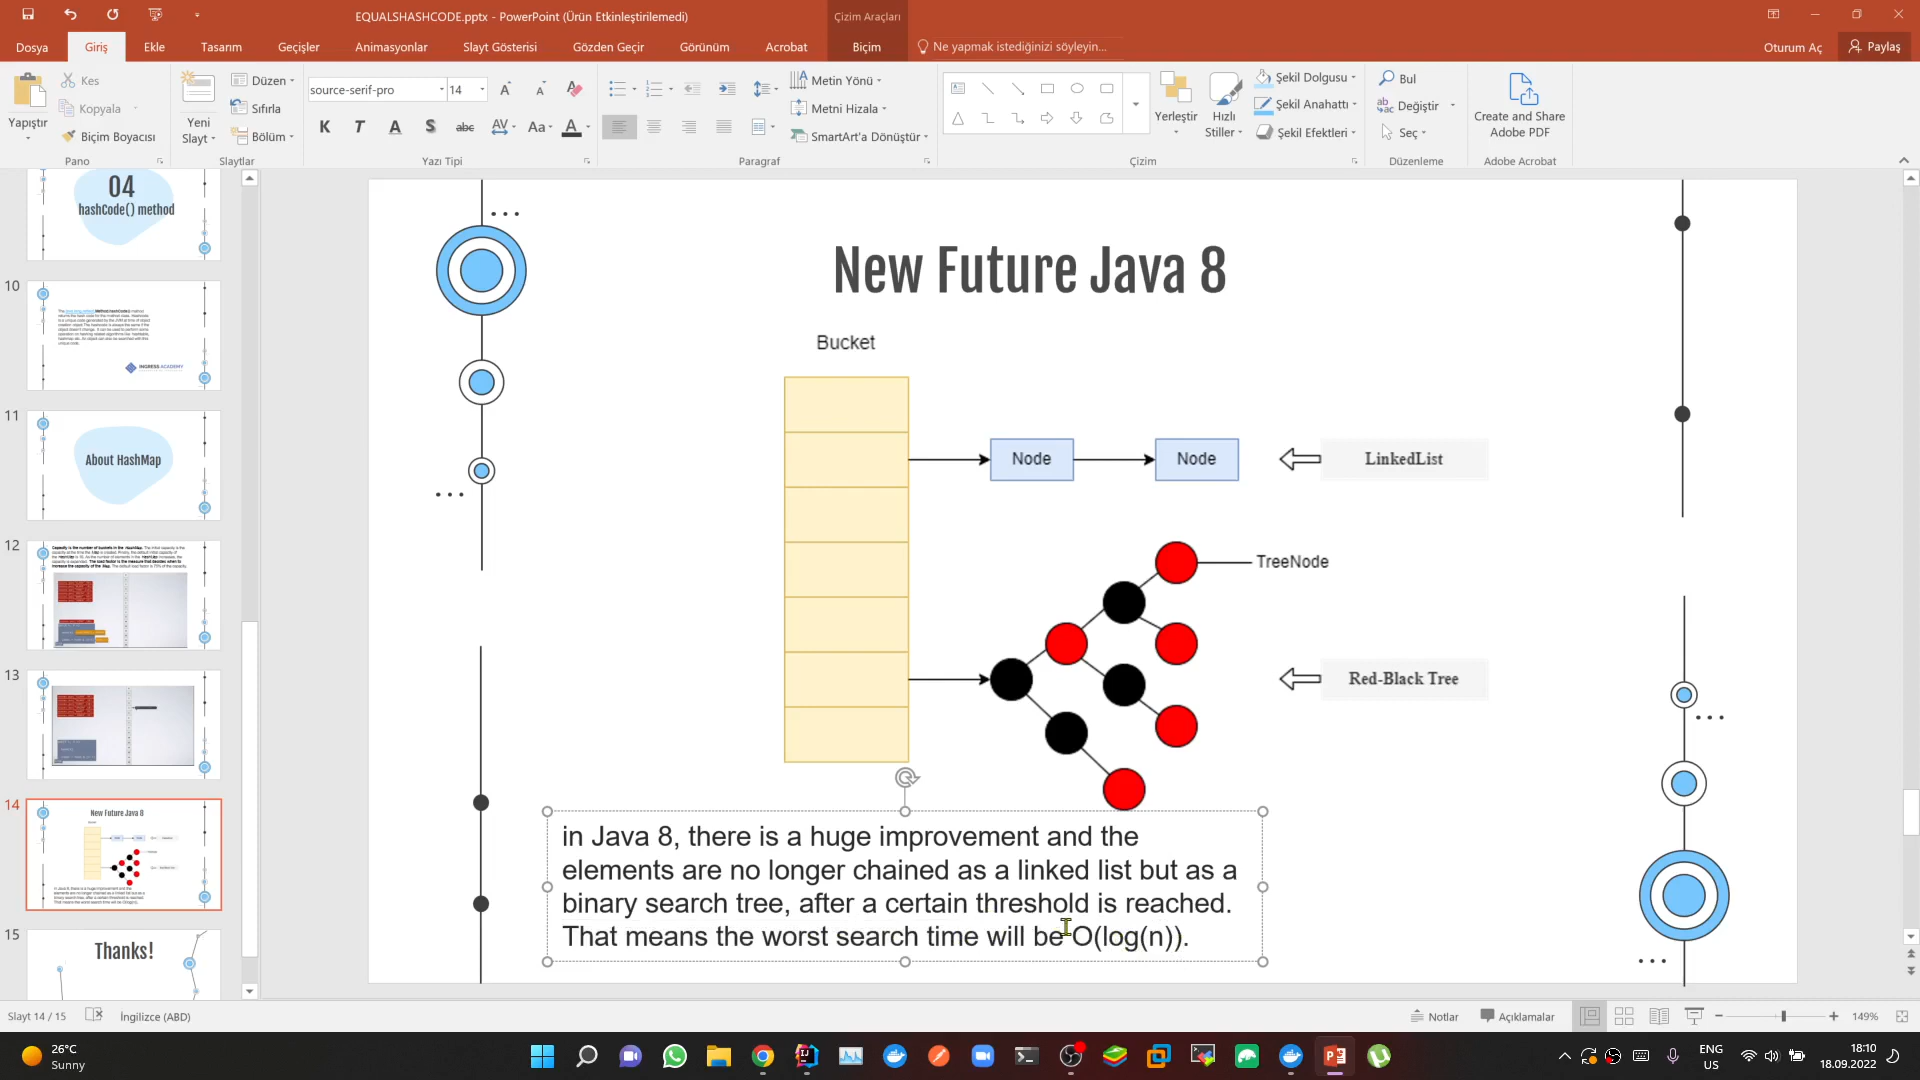 EQUALSHASHCODE.pptx - PowerPoint (Ürün Etkinleştirilemedi)
Çizim Araçları
Dosya
Giriş
Ekle
Tasarım
Geçişler
Animasyonlar
Slayt Gösterisi
Gözden Geçir
Görünüm
Acrobat
Biçim
Ne yapmak istediğinizi söyleyin...
Oturum Aç
Paylaş
Yapıştır
Kes
Kopyala
Biçim Boyacısı
Pano
Yeni
Slayt
Düzen
Sıfırla
Bölüm
Slaytlar
source-serif-pro
14
K
T
A
S
abc
AV
Aa
A
Yazı Tipi
Metin Yönü
Metni Hizala
SmartArt'a Dönüştür
Paragraf
Yerleştir
Hızlı
Stiller
Şekil Dolgusu
Şekil Anahattı
Şekil Efektleri
Çizim
Bul
Değiştir
Seç
Düzenleme
Create and Share
Adobe PDF
Adobe Acrobat
04
hashCode() method
10
INGRESS ACADEMY
11
About HashMap
12
13
14
New Future Java 8
15
Thanks!
New Future Java 8
Bucket
Node
Node
LinkedList
TreeNode
Red-Black Tree
in Java 8, there is a huge improvement and the
elements are no longer chained as a linked list but as a
binary search tree, after a certain threshold is reached.
That means the worst search time will be O(log(n)).
Slayt 14 / 15
İngilizce (ABD)
Notlar
Açıklamalar
149%
26°C
Sunny
ENG
US
18:10
18.09.2022